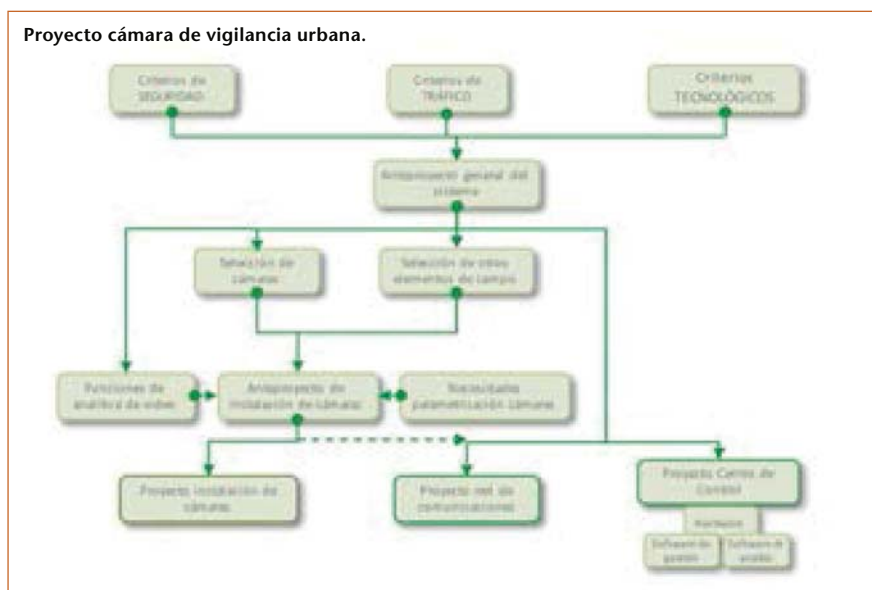 Proyecto cámara de vigilancia urbana.
Criterios de
SEGURIDAD
Criterios de
TRÁFICO
Criterios
TECNOLÓGICOS
Anteproyecto general del
sistema
Selección de
cámaras
Selección de otros
elementos de campo
Funciones de
analítica de video
Anteproyecto de
instalación de cámaras
Necesidades
parametrización cámaras
Proyecto instalación de
cámaras
Proyecto red de
comunicaciones
Proyecto Centro de
Control
Hardware
Software de
gestión
Software de